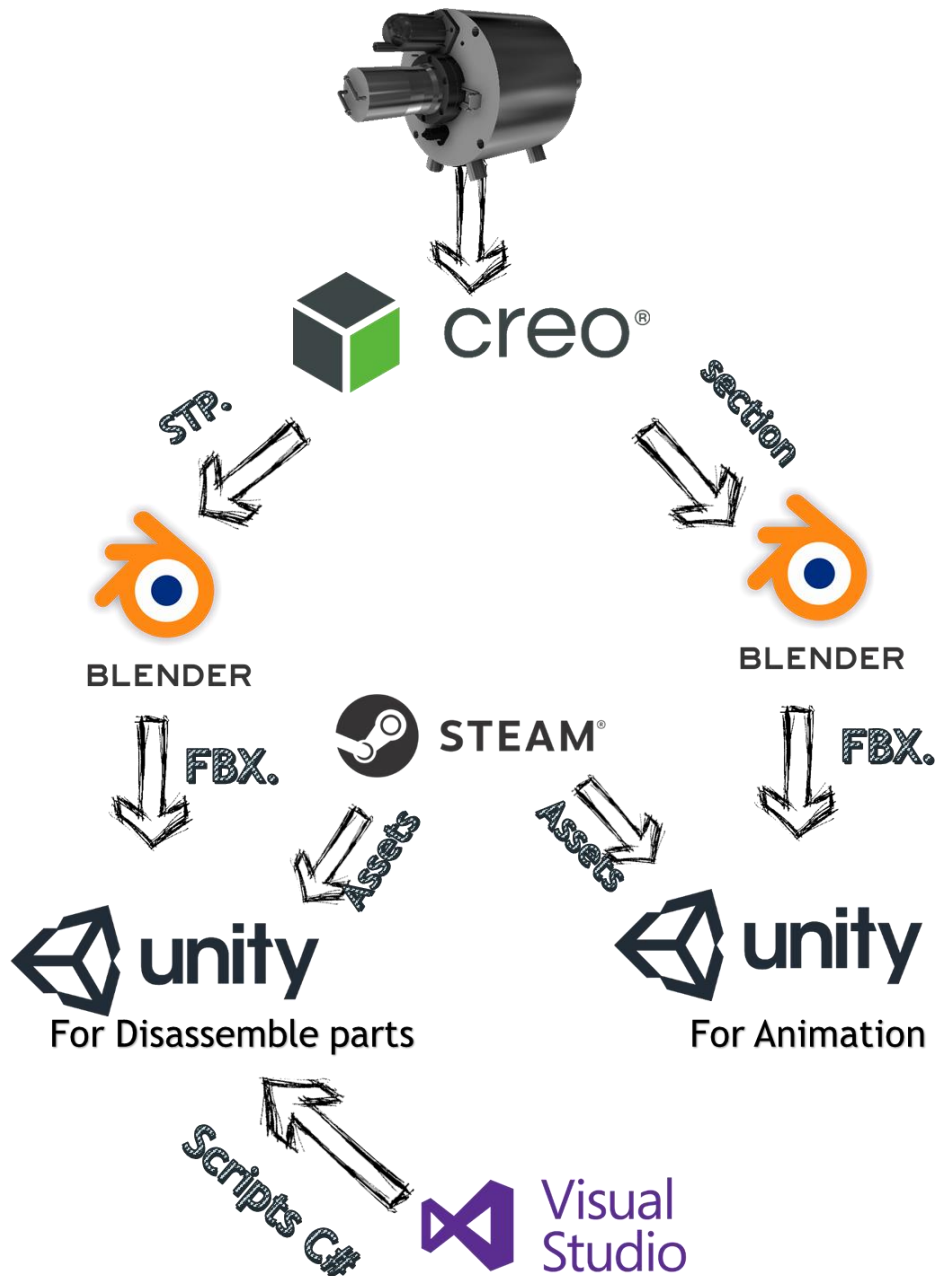 creo®
STP.
section
BLENDER
BLENDER
STEAM®
FBX.
FBX.
Assets
Assets
unity
unity
For Disassemble parts
For Animation
Scripts C#
Visual
Studio